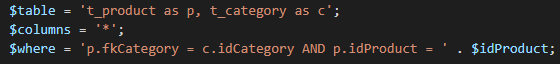 $table = 't_product as p, t_category as c';
$columns = '*';
$where = 'p.fkCategory = c.idCategory AND p.idProduct = ' . $idProduct;